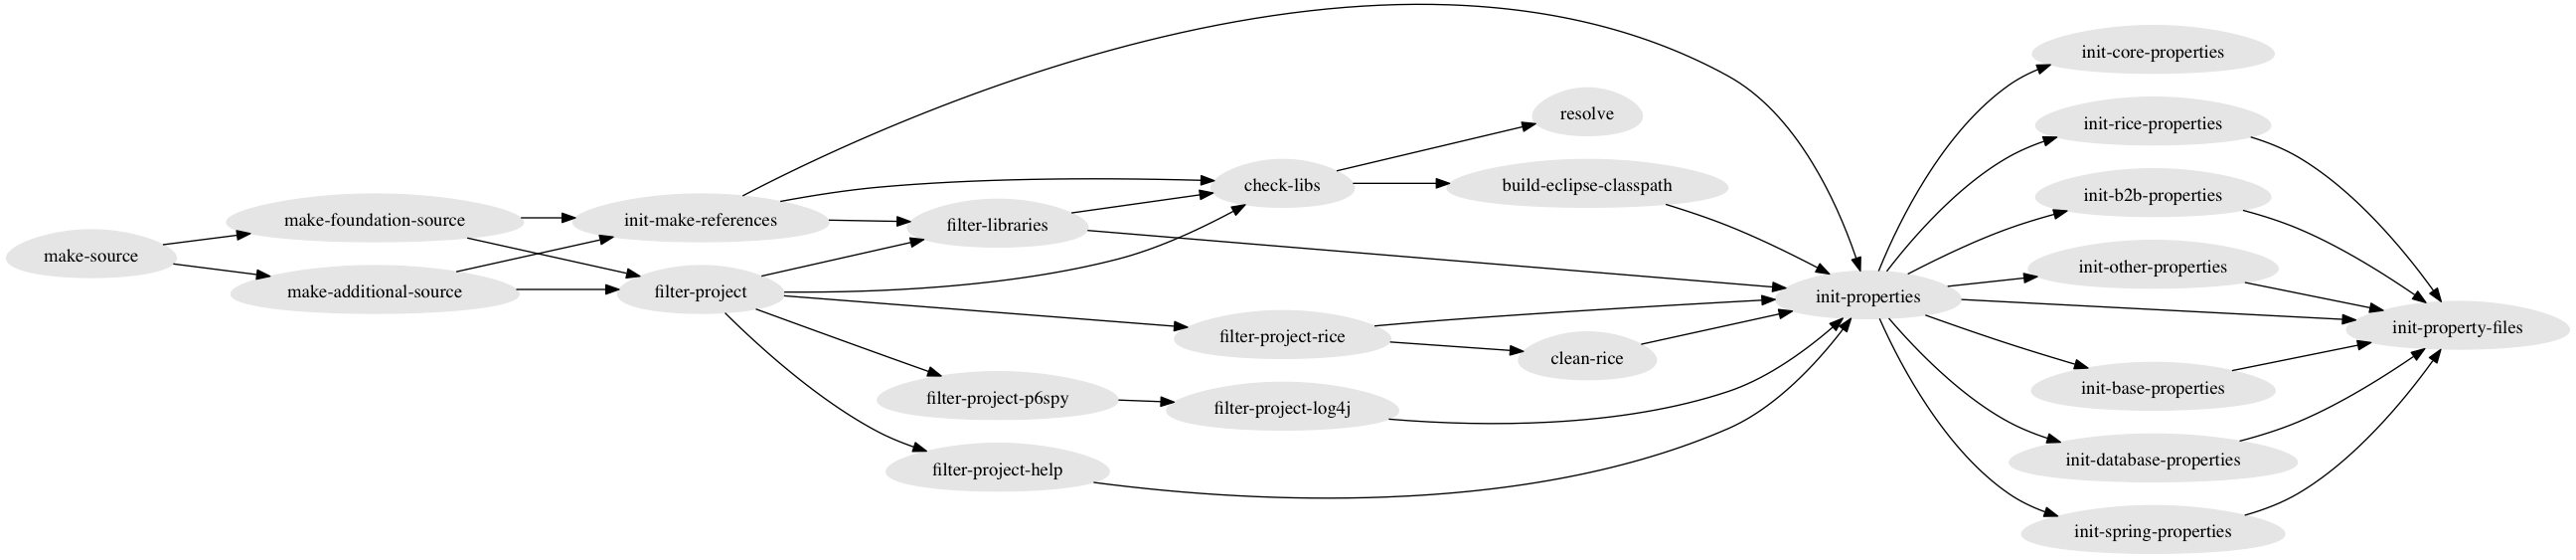 make-source
make-foundation-source
make-additional-source
init-make-references
filter-project
filter-libraries
filter-project-p6spy
filter-project-help
check-libs
filter-project-rice
filter-project-log4j
resolve
build-eclipse-classpath
clean-rice
init-properties
init-core-properties
init-rice-properties
init-b2b-properties
init-other-properties
init-base-properties
init-database-properties
init-spring-properties
init-property-files